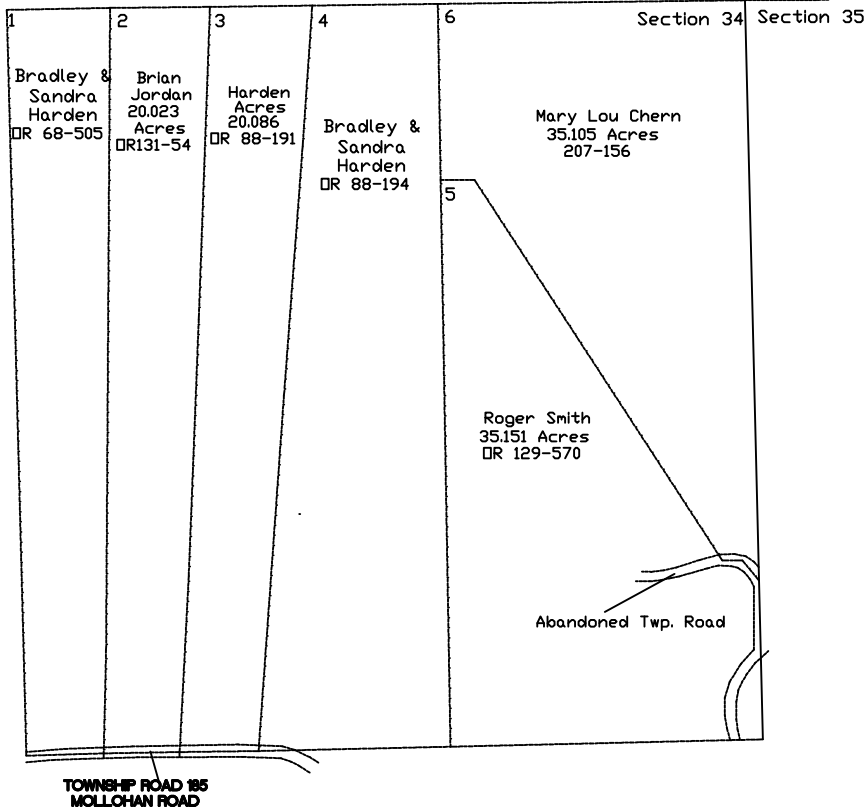 1
2
3
4
6
Section 34
Section 35
Bradley &
Sandra
Harden
OR 68-505
Brian
Jordan
20.023
Acres
OR131-54
Harden
Acres
20.086
OR 88-191
Bradley &
Sandra
Harden
OR 88-194
Mary Lou Chern
35.105 Acres
207-156
5
Roger Smith
35.151 Acres
OR 129-570
Abandoned Twp. Road
TOWNSHIP ROAD 185
MOLLOHAN ROAD